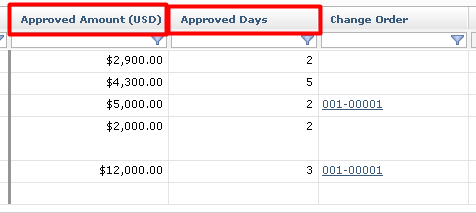 Approved Amount (USD) Approved Days Change Order
$2,900.00 2
$4,300.00 5
$5,000.00 2 001-00001
$2,000.00 2
$12,000.00 3 001-00001